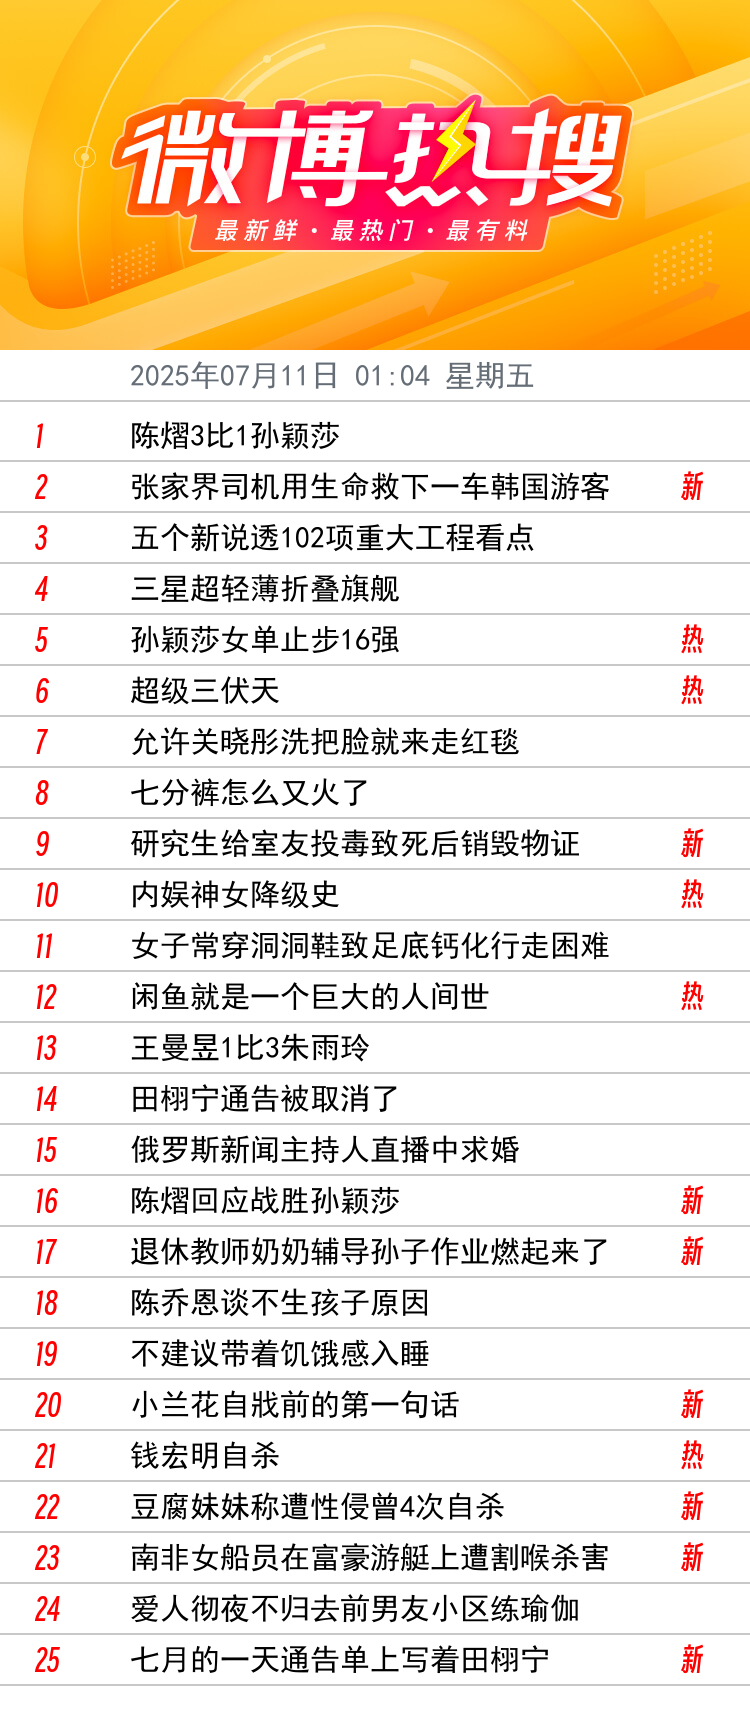 微博热搜
最新鲜·最热门·最有料
2025年07月11日 01:04 星期五
1 陈熠3比1孙颖莎
2 张家界司机用生命救下一车韩国游客 新
3 五个新说透102项重大工程看点
4 三星超轻薄折叠旗舰
5 孙颖莎女单止步16强 热
6 超级三伏天 热
7 允许关晓彤洗把脸就来走红毯
8 七分裤怎么又火了
9 研究生给室友投毒致死后销毁物证 新
10 内娱神女降级史 热
11 女子常穿洞洞鞋致足底钙化行走困难
12 闲鱼就是一个巨大的人间世 热
13 王曼昱1比3朱雨玲
14 田栩宁通告被取消了
15 俄罗斯新闻主持人直播中求婚
16 陈熠回应战胜孙颖莎 新
17 退休教师奶奶辅导孙子作业燃起来了 新
18 陈乔恩谈不生孩子原因
19 不建议带着饥饿感入睡
20 小兰花自戕前的第一句话 新
21 钱宏明自杀 热
22 豆腐妹妹称遭性侵曾4次自杀 新
23 南非女船员在富豪游艇上遭割喉杀害 新
24 爱人彻夜不归去前男友小区练瑜伽
25 七月的一天通告单上写着田栩宁 新